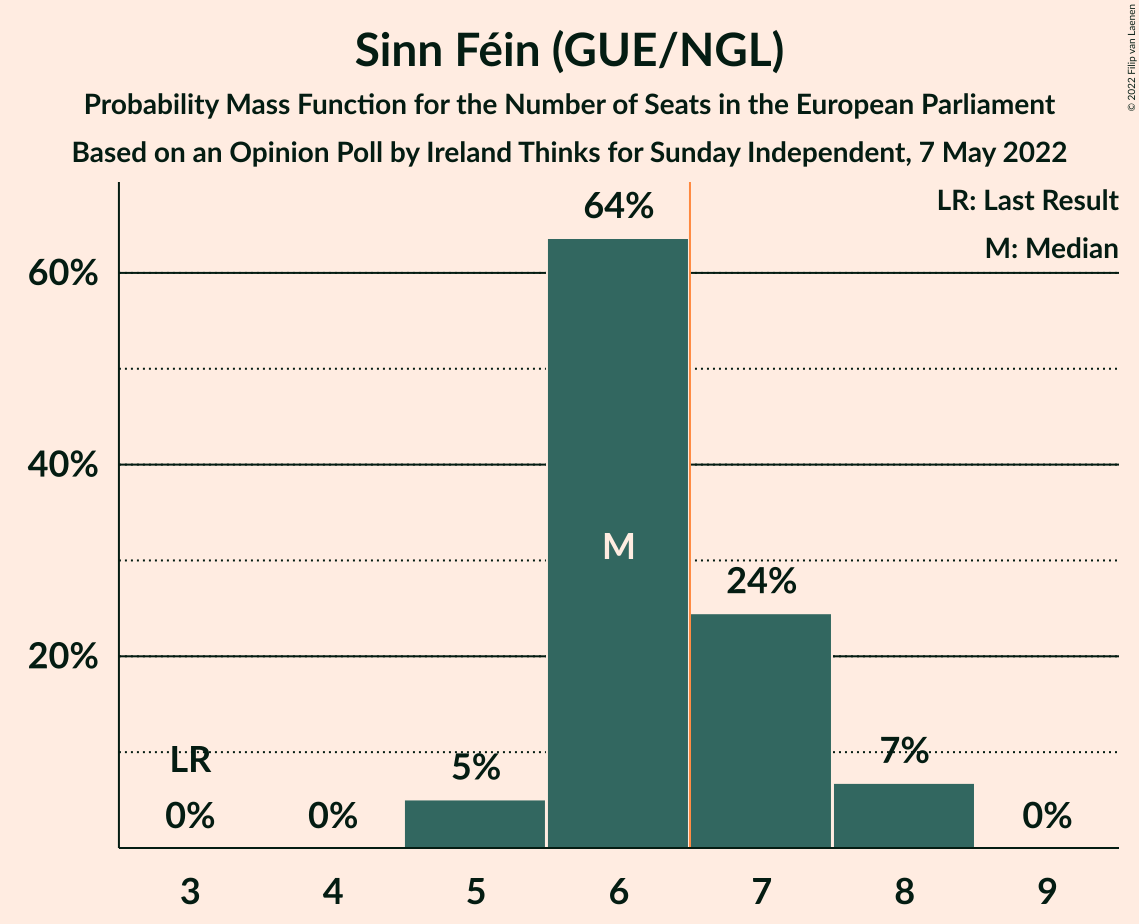 Sinn Féin (GUE/NGL)
Probability Mass Function for the Number of Seats in the European Parliament
Based on an Opinion Poll by Ireland Thinks for Sunday Independent, 7 May 2022
© 2022 Filip van Laenen
LR: Last Result
M: Median
64%
60%
40%
M
24%
20%
LR
5%
7%
0%
0%
0%
3 4 5 6 7 8 9